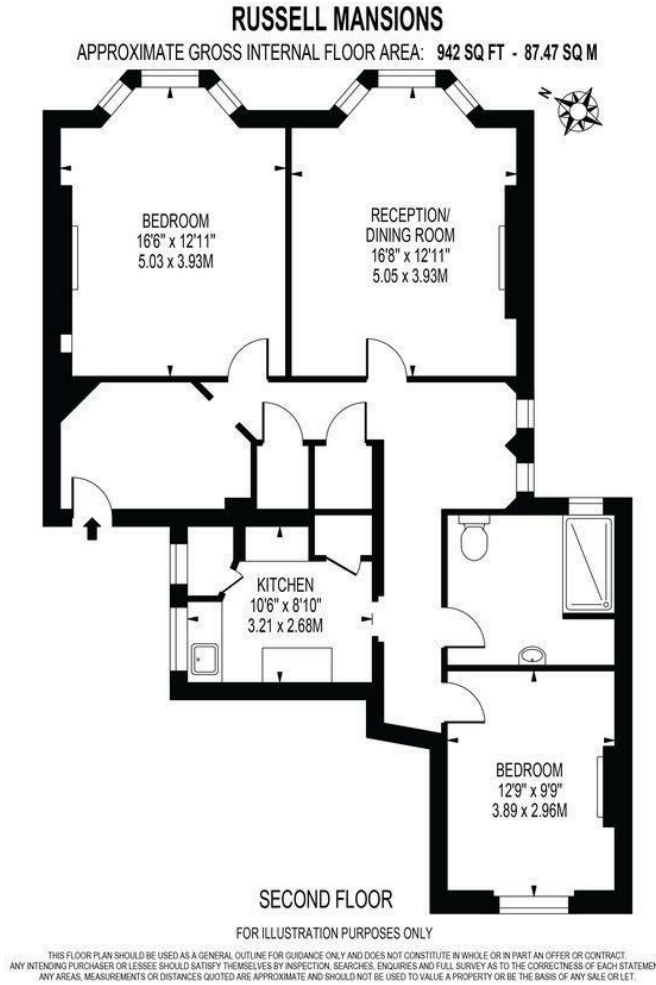 RUSSELL MANSIONS
APPROXIMATE GROSS INTERNAL FLOOR AREA: 942 SQ FT - 87.47 SQ M
N
BEDROOM
16'6" x 12'11"
5.03 x 3.93M
RECEPTION/
DINING ROOM
16'8" x 12'11"
5.05 x 3.93M
KITCHEN
10'6" x 8'10"
3.21 x 2.68M
BEDROOM
12'9" x 9'9"
3.89 x 2.96M
SECOND FLOOR
FOR ILLUSTRATION PURPOSES ONLY
THIS FLOOR PLAN SHOULD BE USED AS A GENERAL OUTLINE FOR GUIDANCE ONLY AND DOES NOT CONSTITUTE IN WHOLE OR IN PART AN OFFER OR CONTRACT.
ANY INTENDING PURCHASER OR LESSEE SHOULD SATISFY THEMSELVES BY INSPECTION, SEARCHES, ENQUIRIES AND FULL SURVEY AS TO THE CORRECTNESS OF EACH STATEMEN
ANY AREAS, MEASUREMENTS OR DISTANCES QUOTED ARE APPROXIMATE AND SHOULD NOT BE USED TO VALUE A PROPERTY OR BE THE BASIS OF ANY SALE OR LET.